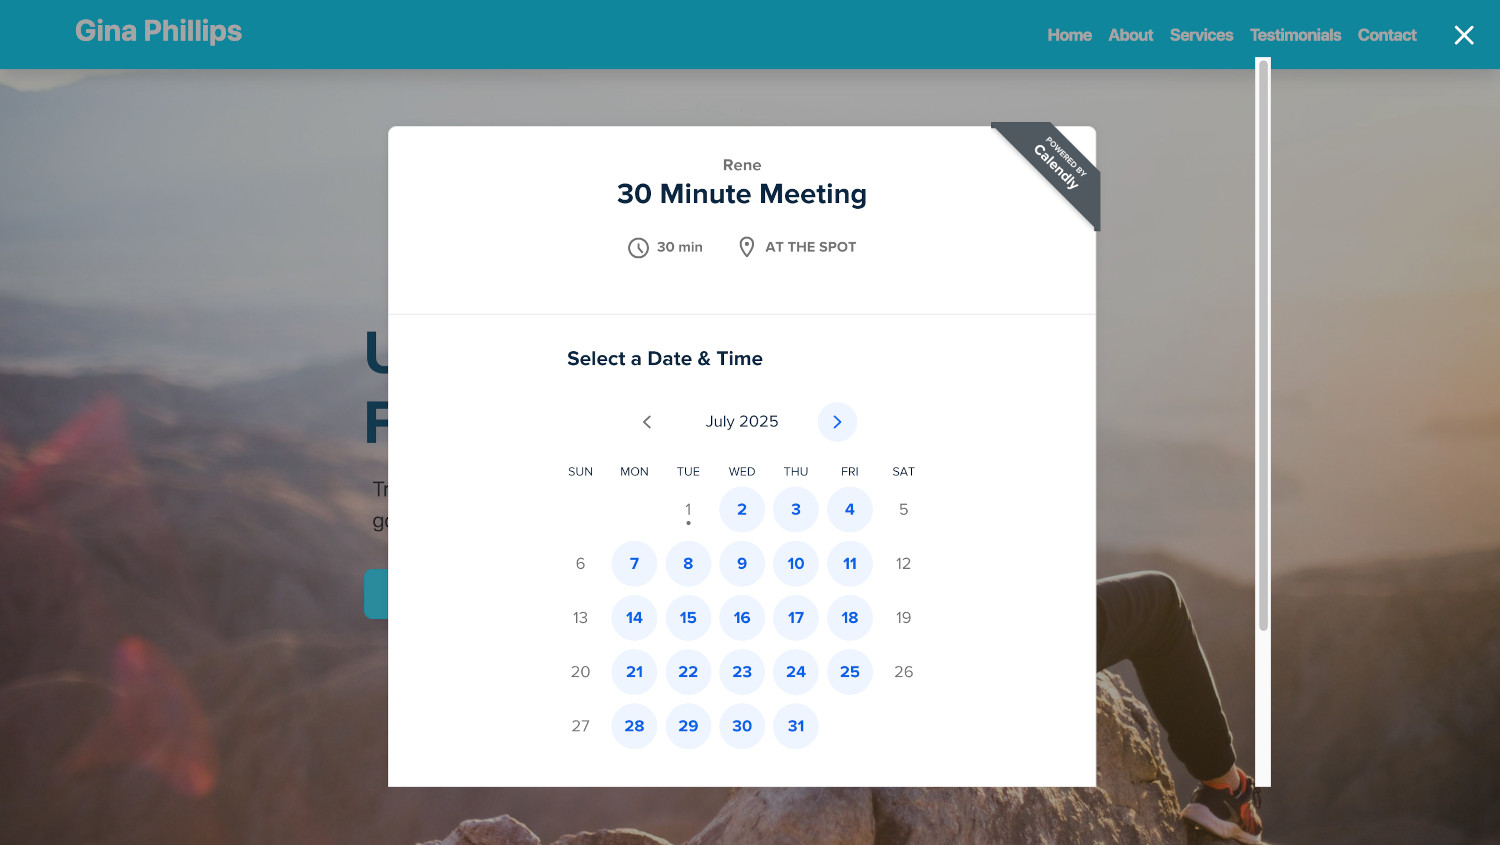 Gina Phillips
Home About Services Testimonials Contact
POWERED BY
Calendly
Rene
30 Minute Meeting
30 min AT THE SPOT
Select a Date & Time
July 2025
SUN MON TUE WED THU FRI SAT
1 2 3 4 5
6 7 8 9 10 11 12
13 14 15 16 17 18 19
20 21 22 23 24 25 26
27 28 29 30 31